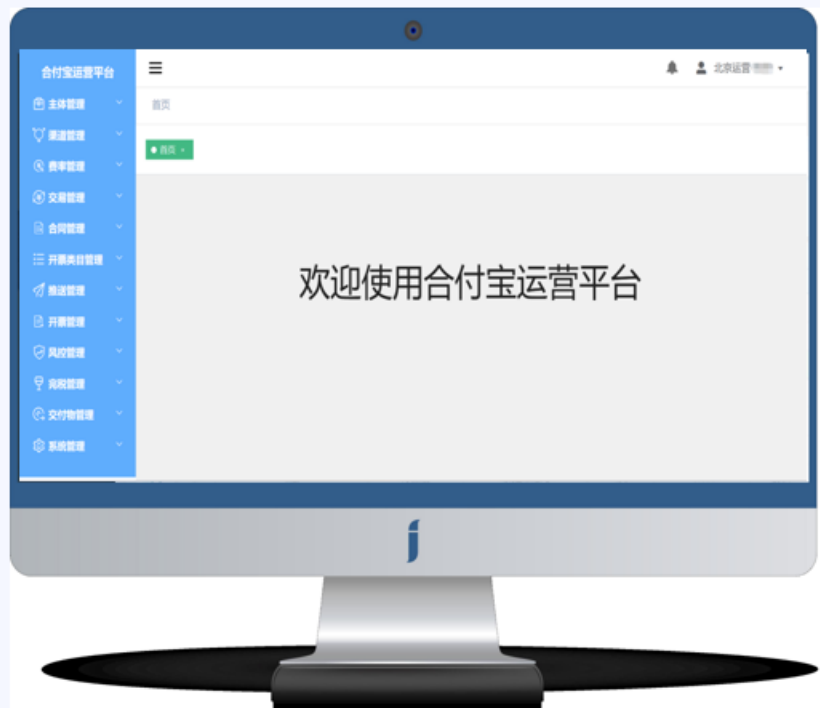 合付宝运营平台
主体管理
渠道管理
费率管理
交易管理
合同管理
开票类目管理
推送管理
开票管理
风控管理
完税管理
交付物管理
系统管理
北京运营
首页
首页
欢迎使用合付宝运营平台